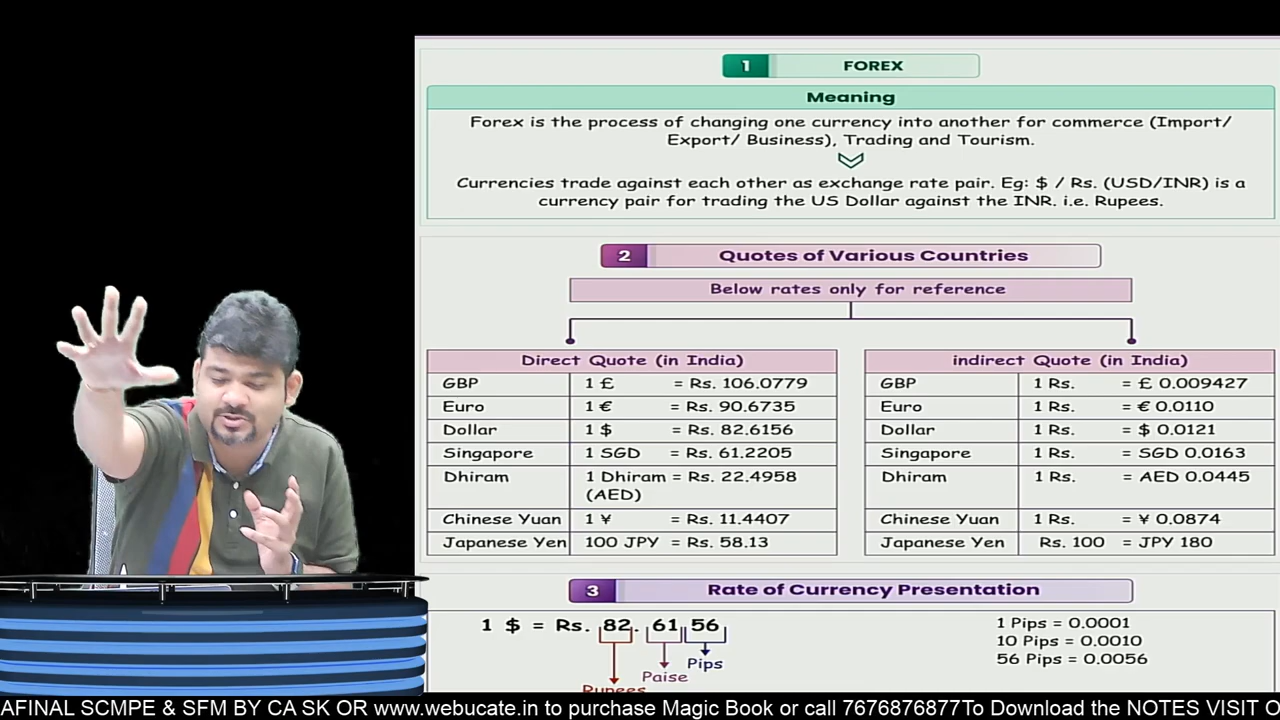 1 FOREX
Meaning
Forex is the process of changing one currency into another for commerce (Import/
Export/ Business), Trading and Tourism.
Currencies trade against each other as exchange rate pair. Eg: $ / Rs. (USD/INR) is a
currency pair for trading the US Dollar against the INR. i.e. Rupees.
2 Quotes of Various Countries
Below rates only for reference
Direct Quote (in India)
GBP 1 £ = Rs. 106.0779
Euro 1 € = Rs. 90.6735
Dollar 1 $ = Rs. 82.6156
Singapore 1 SGD = Rs. 61.2205
Dhiram 1 Dhiram = Rs. 22.4958
(AED)
Chinese Yuan 1 ¥ = Rs. 11.4407
Japanese Yen 100 JPY = Rs. 58.13
indirect Quote (in India)
GBP 1 Rs. = £ 0.009427
Euro 1 Rs. = € 0.0110
Dollar 1 Rs. = $ 0.0121
Singapore 1 Rs. = SGD 0.0163
Dhiram 1 Rs. = AED 0.0445
Chinese Yuan 1 Rs. = ¥ 0.0874
Japanese Yen Rs. 100 = JPY 180
3 Rate of Currency Presentation
1 $ = Rs. 82. 61 56
Pips
Paise
Rupees
1 Pips = 0.0001
10 Pips = 0.0010
56 Pips = 0.0056
AFINAL SCMPE & SFM BY CA SK OR www.webucate.in to purchase Magic Book or call 7676876877To Download the NOTES VISIT O